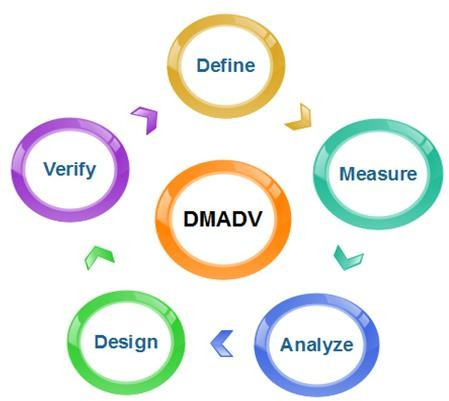 Define
Measure
Analyze
Design
Verify
DMADV